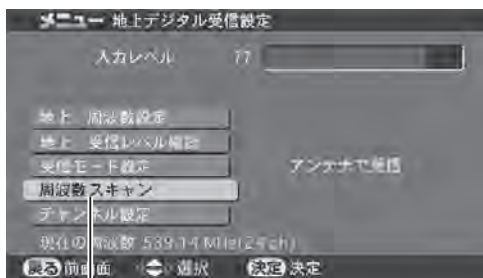 メニュー 地上デジタル受信設定
入力レベル 77
地上 周波数設定
地上 受信レベル確認
受信モード設定
アンテナで受信
周波数スキャン
チャンネル設定
現在の周波数 539.14MHz(24ch)
戻る 前画面 選択 決定 決定